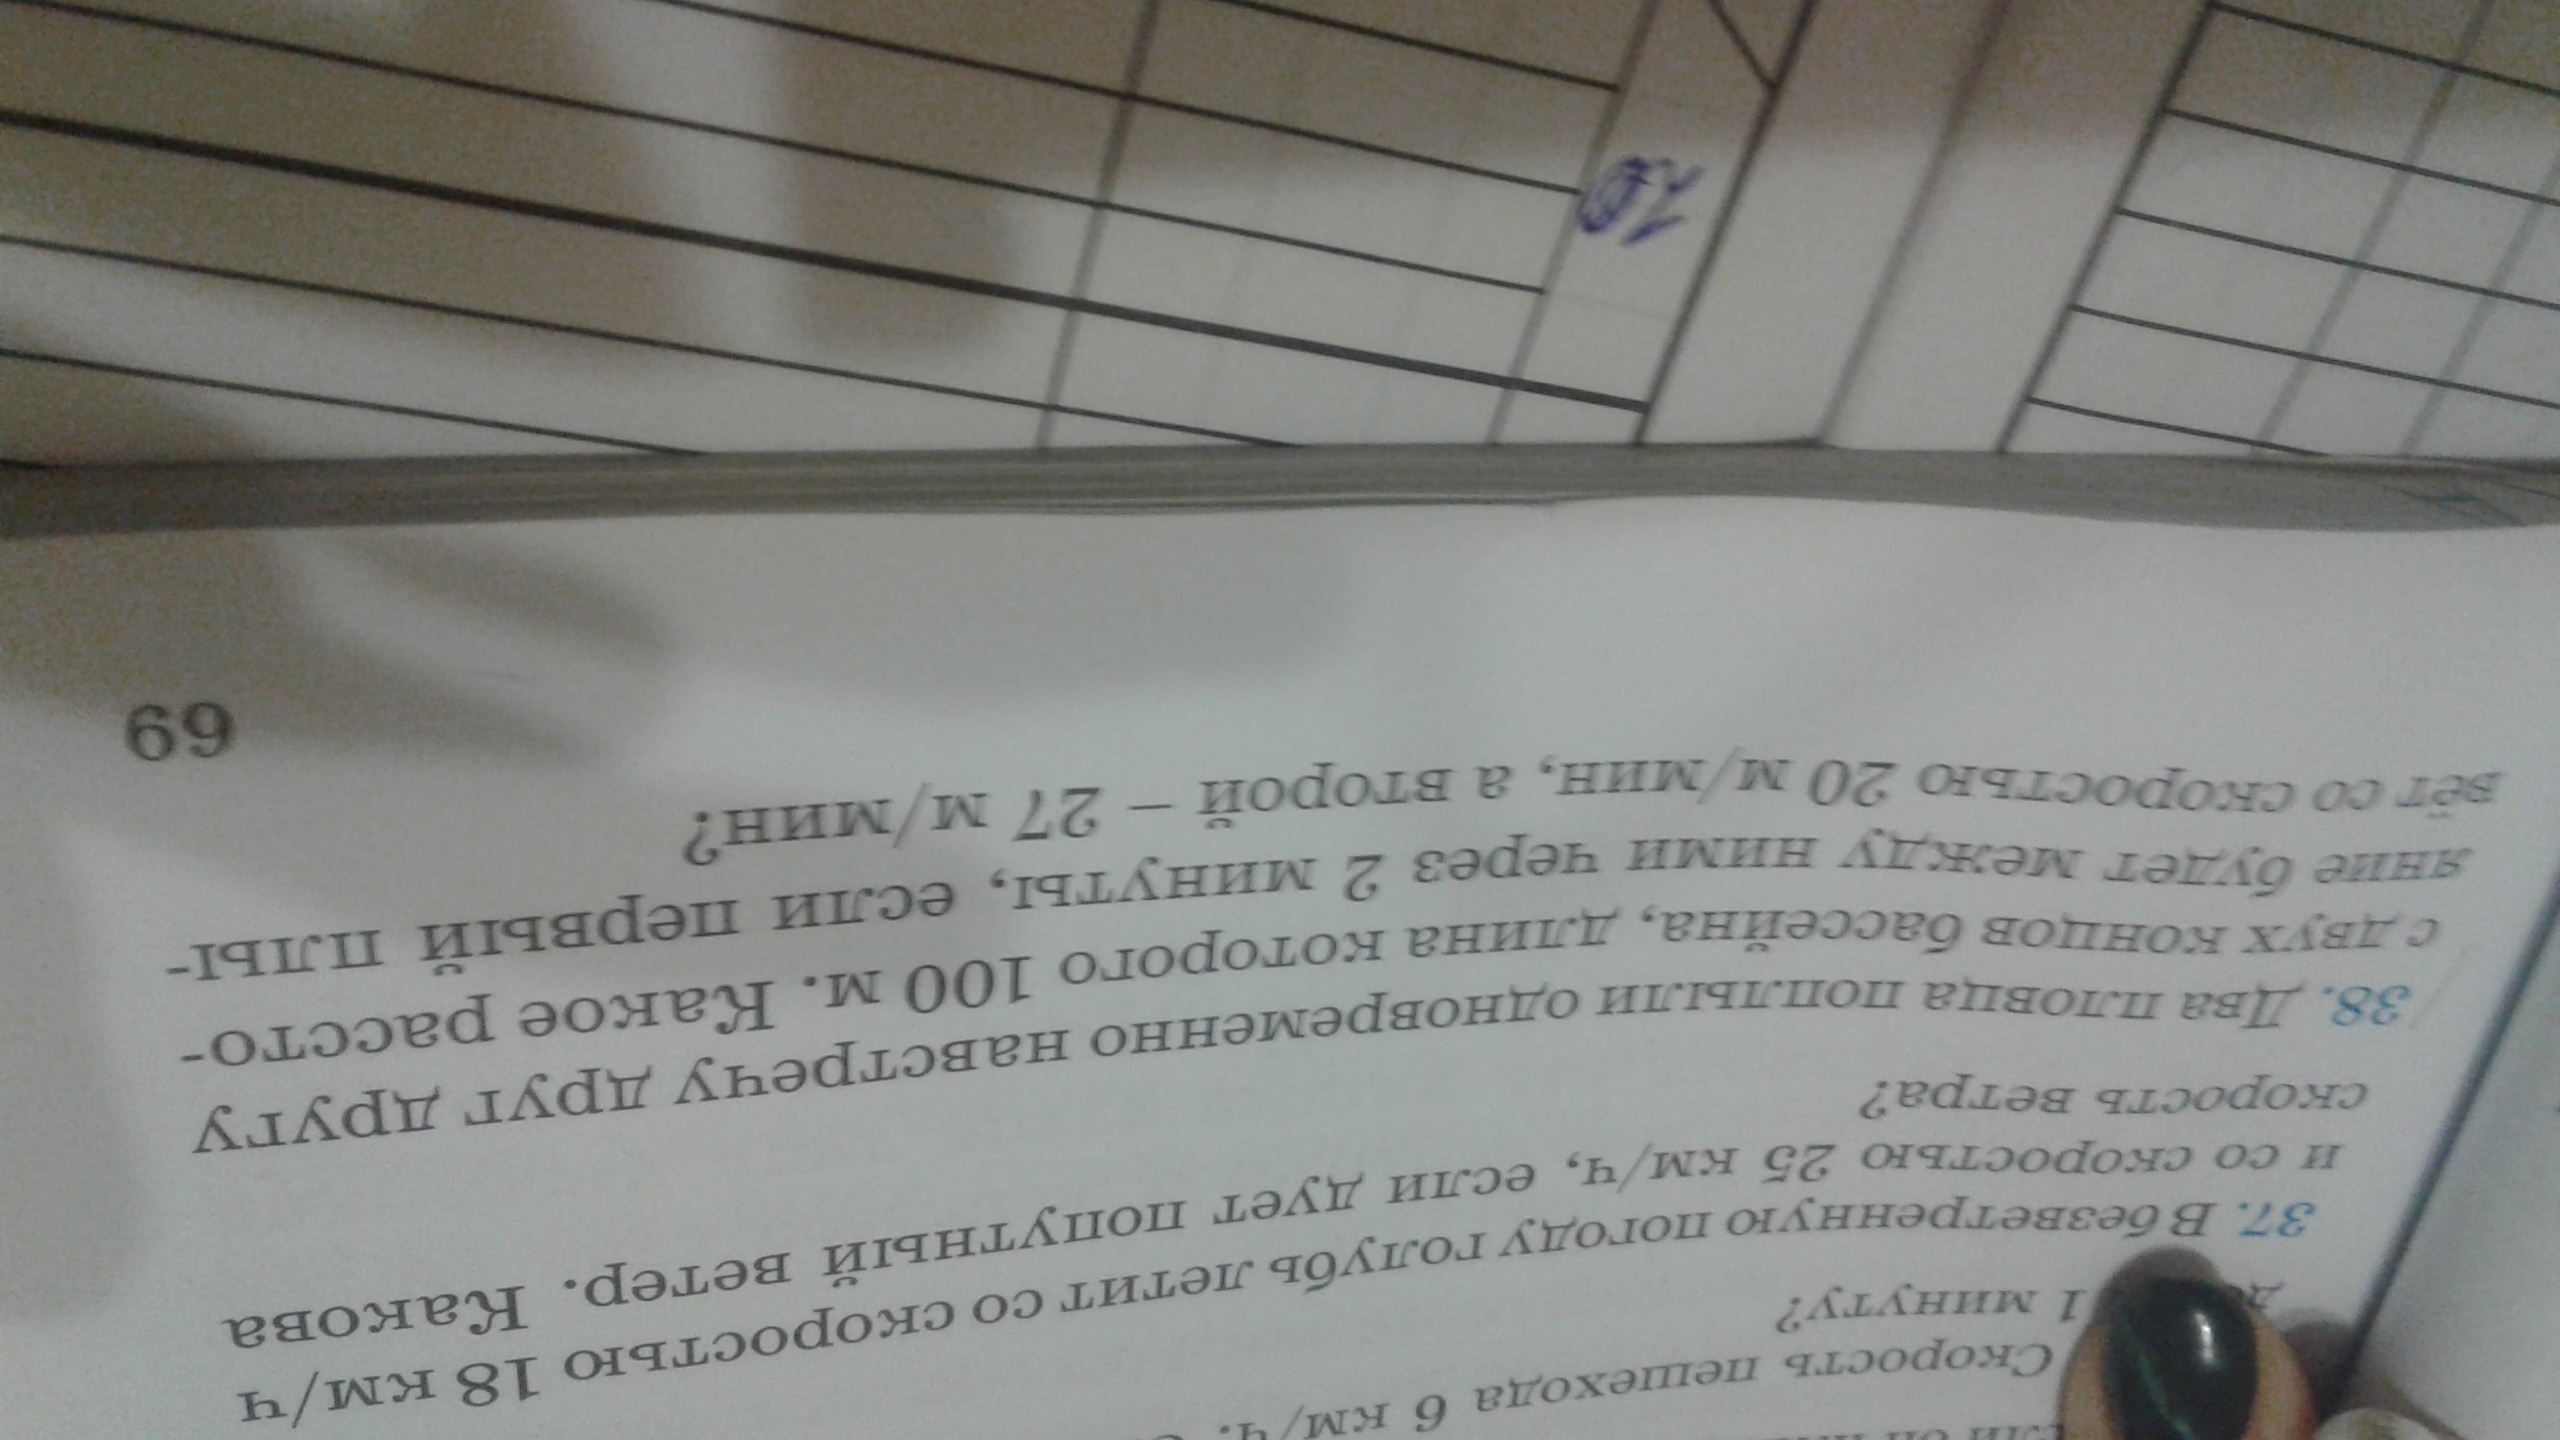 Скорость пешехода 6 км/ч.
1 минуту?
37. В безветренную погоду голубь летит со скоростью 18 км/ч
и со скоростью 25 км/ч, если дует попутный ветер. Какова
скорость ветра?
38. Два пловца поплыли одновременно навстречу друг другу
с двух концов бассейна, длина которого 100 м. Какое рассто-
яние будет между ними через 2 минуты, если первый плы-
вёт со скоростью 20 м/мин, а второй – 27 м/мин?
69